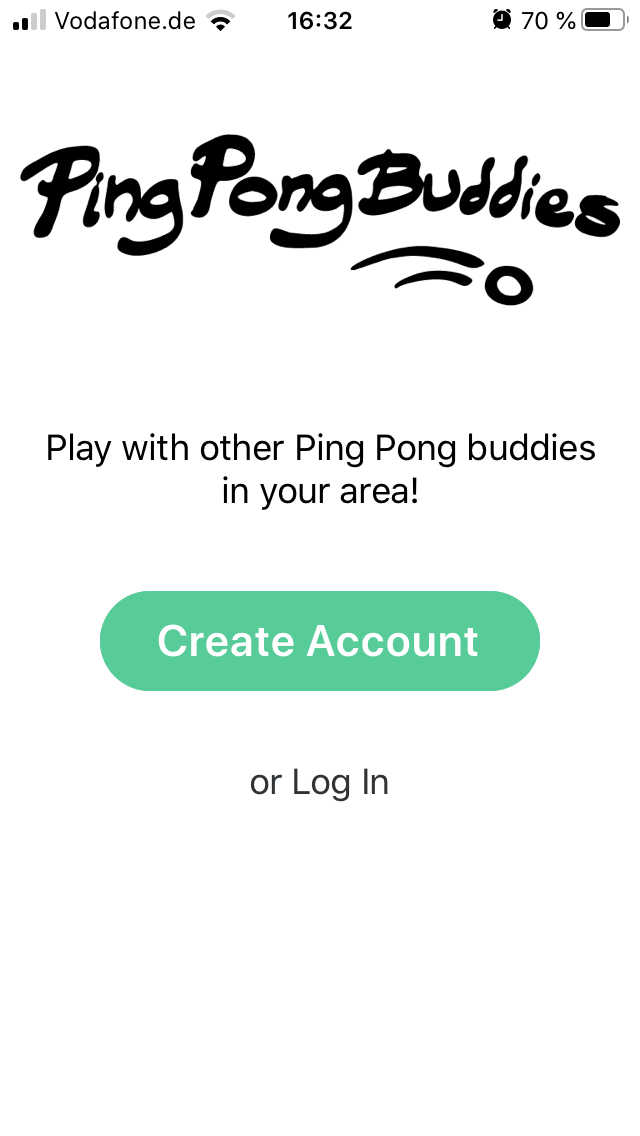 Vodafone.de 16:32 70 %
PingPongBuddies
Play with other Ping Pong buddies
in your area!
Create Account
or Log In